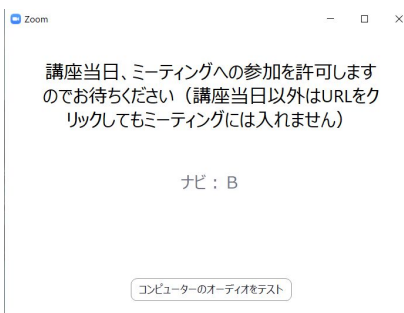 Zoom
講座当日、ミーティングへの参加を許可します
のでお待ちください（講座当日以外はURLをク
リックしてもミーティングには入れません）
ナビ：B
コンピューターのオーディオをテスト